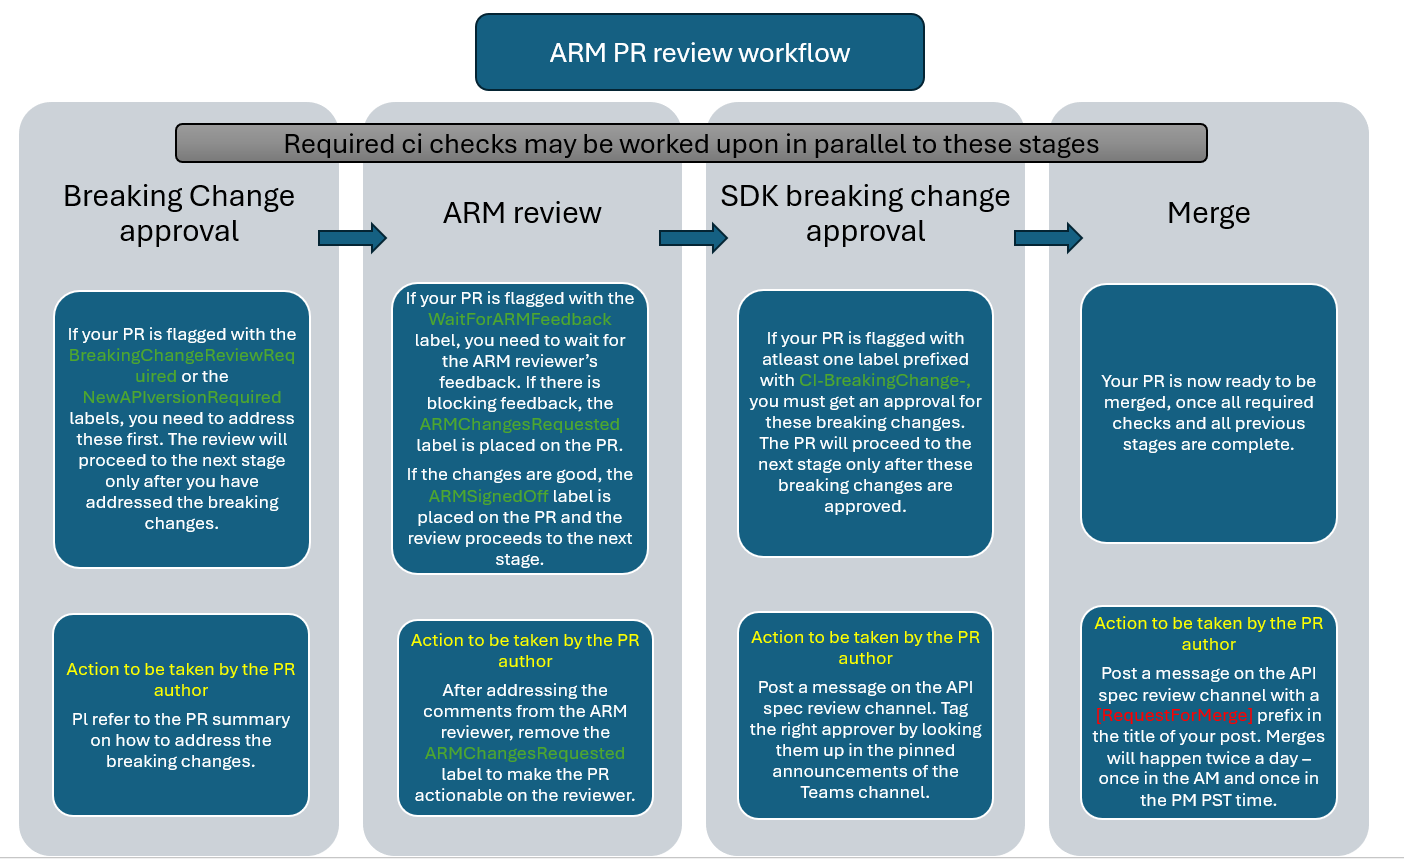 ARM PR review workflow
Required ci checks may be worked upon in parallel to these stages
Breaking Change
approval
If your PR is flagged with the
BreakingChangeReviewReq
uired or the
NewAPIversionRequired
labels, you need to address
these first. The review will
proceed to the next stage
only after you have
addressed the breaking
changes.
Action to be taken by the PR
author
Pl refer to the PR summary
on how to address the
breaking changes.
ARM review
If your PR is flagged with the
WaitForARMFeedback
label, you need to wait for
the ARM reviewer’s
feedback. If there is
blocking feedback, the
ARMChangesRequested
label is placed on the PR.
If the changes are good, the
ARMSignedOff label is
placed on the PR and the
review proceeds to the next
stage.
Action to be taken by the PR
author
After addressing the
comments from the ARM
reviewer, remove the
ARMChangesRequested
label to make the PR
actionable on the reviewer.
SDK breaking change
approval
If your PR is flagged with
atleast one label prefixed
with CI-BreakingChange-,
you must get an approval for
these breaking changes.
The PR will proceed to the
next stage only after these
breaking changes are
approved.
Action to be taken by the PR
author
Post a message on the API
spec review channel. Tag
the right approver by looking
them up in the pinned
announcements of the
Teams channel.
Merge
Your PR is now ready to be
merged, once all required
checks and all previous
stages are complete.
Action to be taken by the PR
author
Post a message on the API
spec review channel with a
[RequestForMerge] prefix in
the title of your post. Merges
will happen twice a day –
once in the AM and once in
the PM PST time.